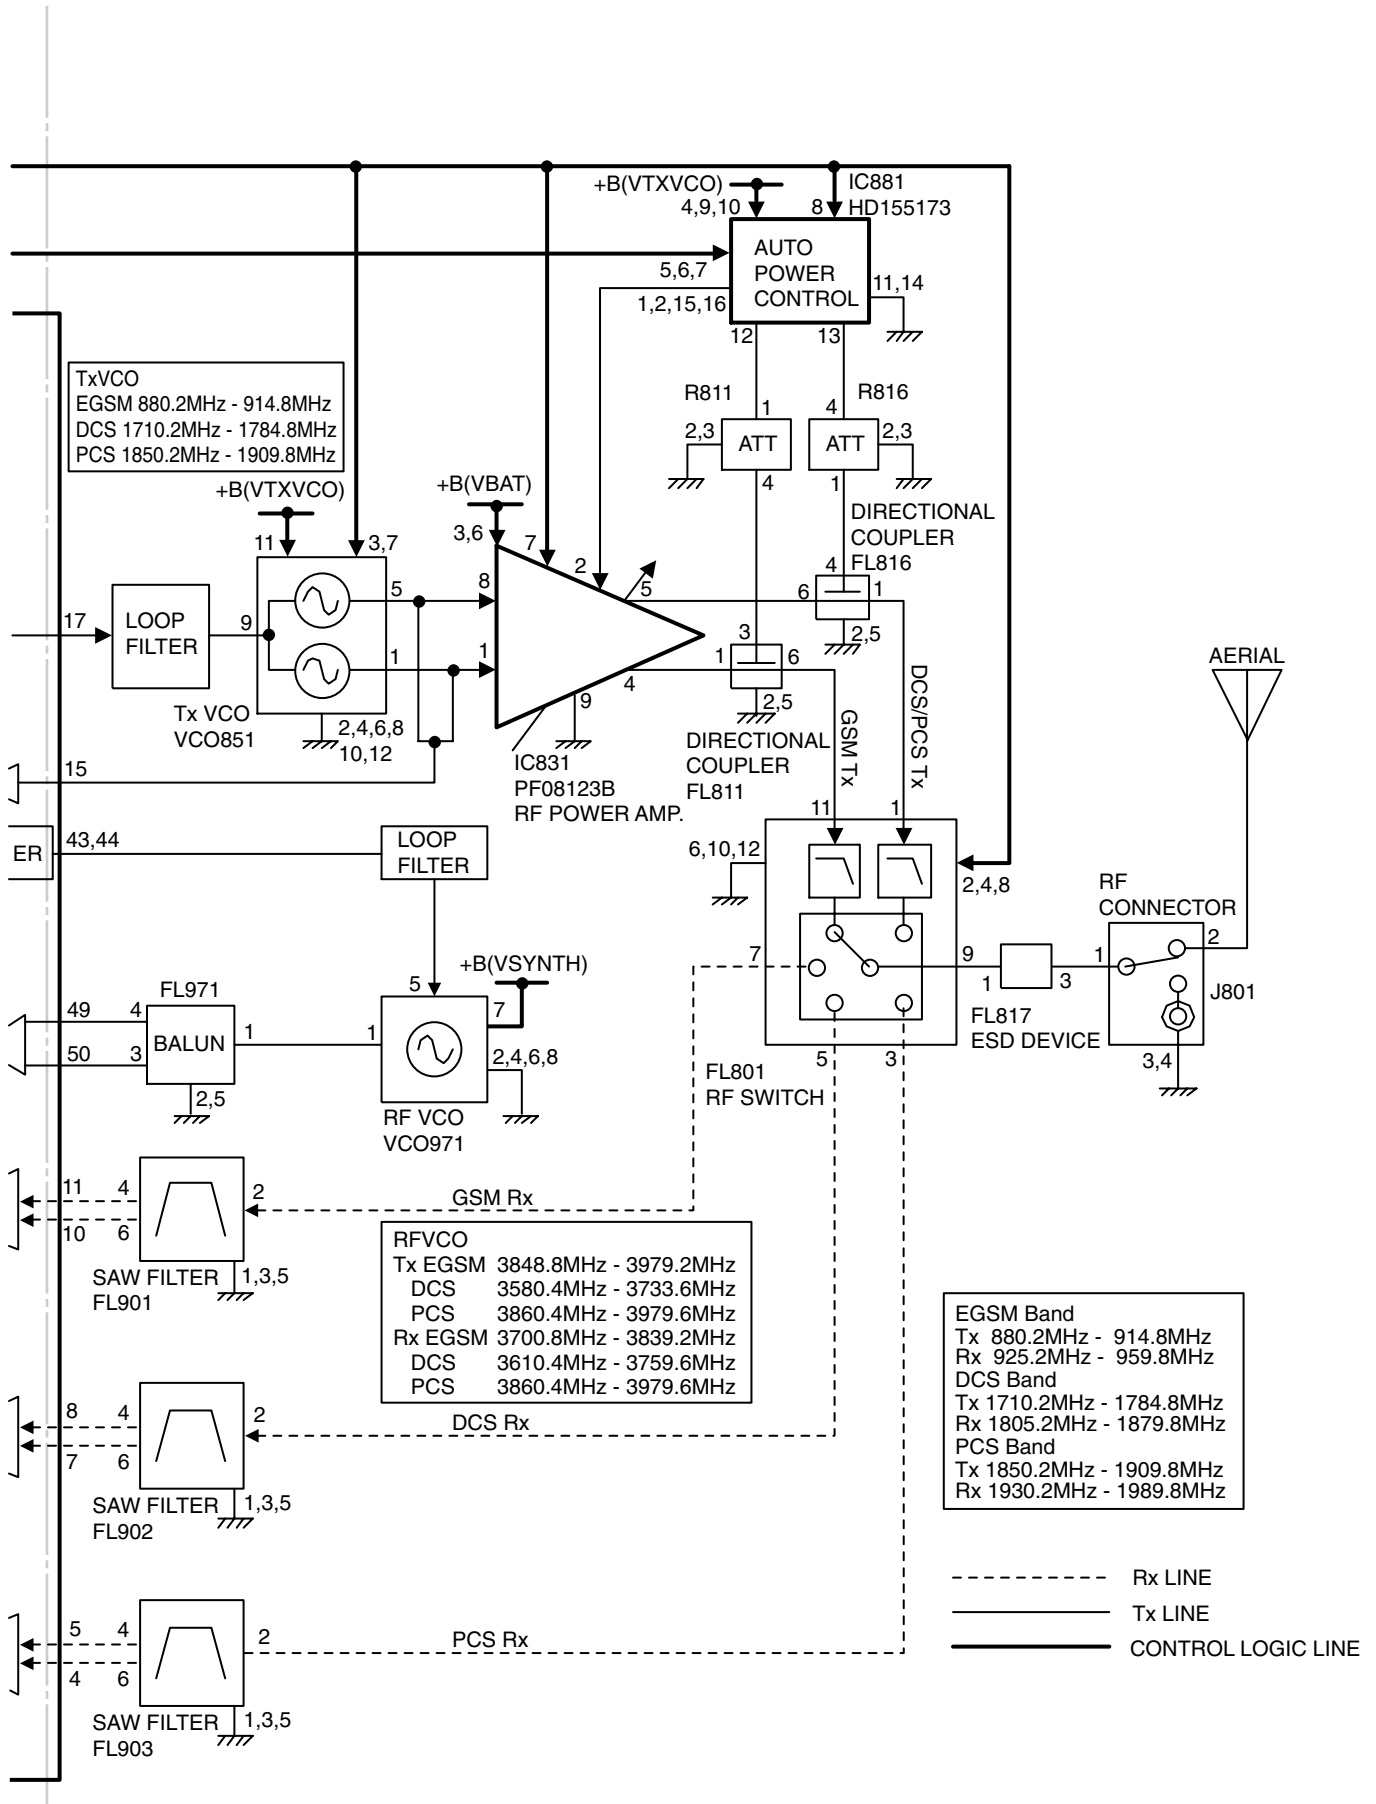 +B(VTXVCO)
4,9,10
8
IC881
HD155173
AUTO
POWER
CONTROL
5,6,7
1,2,15,16
11,14
12
13
TxVCO
EGSM 880.2MHz - 914.8MHz
DCS 1710.2MHz - 1784.8MHz
PCS 1850.2MHz - 1909.8MHz
R811
1
2,3
ATT
4
R816
4
ATT
2,3
1
+B(VTXVCO)
11
3,7
+B(VBAT)
3,6
7
2
DIRECTIONAL
COUPLER
FL816
4
6
1
2,5
17
LOOP
FILTER
9
5
1
8
1
5
4
9
Tx VCO
VCO851
2,4,6,8
10,12
3
1
6
2,5
DIRECTIONAL
COUPLER
FL811
GSM Tx
DCS/PCS Tx
AERIAL
IC831
PF08123B
RF POWER AMP.
15
ER
43,44
LOOP
FILTER
11
1
6,10,12
2,4,8
7
9
5
3
FL801
RF SWITCH
1
3
FL817
ESD DEVICE
RF
CONNECTOR
1
2
J801
3,4
FL971
49
4
50
3
BALUN
1
2,5
+B(VSYNTH)
5
7
1
2,4,6,8
RF VCO
VCO971
11
4
10
6
2
GSM Rx
SAW FILTER
FL901
1,3,5
RFVCO
Tx EGSM 3848.8MHz - 3979.2MHz
DCS 3580.4MHz - 3733.6MHz
PCS 3860.4MHz - 3979.6MHz
Rx EGSM 3700.8MHz - 3839.2MHz
DCS 3610.4MHz - 3759.6MHz
PCS 3860.4MHz - 3979.6MHz
EGSM Band
Tx 880.2MHz - 914.8MHz
Rx 925.2MHz - 959.8MHz
DCS Band
Tx 1710.2MHz - 1784.8MHz
Rx 1805.2MHz - 1879.8MHz
PCS Band
Tx 1850.2MHz - 1909.8MHz
Rx 1930.2MHz - 1989.8MHz
8
4
7
6
2
DCS Rx
SAW FILTER
FL902
1,3,5
5
4
4
6
2
PCS Rx
SAW FILTER
FL903
1,3,5
Rx LINE
Tx LINE
CONTROL LOGIC LINE